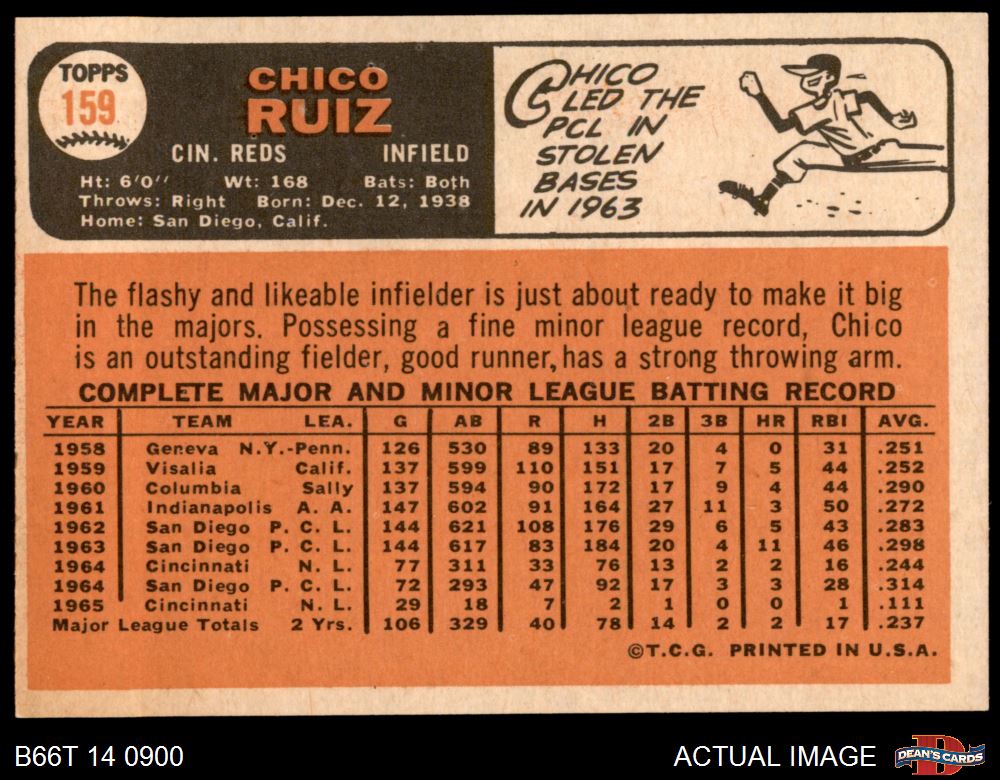 TOPPS
159
CHICO
RUIZ
CIN. REDS INFIELD
Ht: 6'0" Wt: 168 Bats: Both
Throws: Right Born: Dec. 12, 1938
Home: San Diego, Calif.
CHICO
LED THE
PCL IN
STOLEN
BASES
IN 1963
The flashy and likeable infielder is just about ready to make it big
in the majors. Possessing a fine minor league record, Chico
is an outstanding fielder, good runner, has a strong throwing arm.
COMPLETE MAJOR AND MINOR LEAGUE BATTING RECORD
YEAR TEAM LEA. G AB R H 2B 3B HR RBI AVG.
1958 Geneva N.Y.-Penn. 126 530 89 133 20 4 0 31 .251
1959 Visalia Calif. 137 599 110 151 17 7 5 44 .252
1960 Columbia Sally 137 594 90 172 17 9 4 44 .290
1961 Indianapolis A. A. 147 602 91 164 27 11 3 50 .272
1962 San Diego P. C. L. 144 621 108 176 29 6 5 43 .283
1963 San Diego P. C. L. 144 617 83 184 20 4 11 46 .298
1964 Cincinnati N. L. 77 311 33 76 13 2 2 16 .244
1964 San Diego P. C. L. 72 293 47 92 17 3 3 28 .314
1965 Cincinnati N. L. 29 18 7 2 1 0 0 1 .111
Major League Totals 2 Yrs. 106 329 40 78 14 2 2 17 .237
©T.C.G. PRINTED IN U.S.A.
B66T 14 0900
ACTUAL IMAGE
DEAN'S CARDS